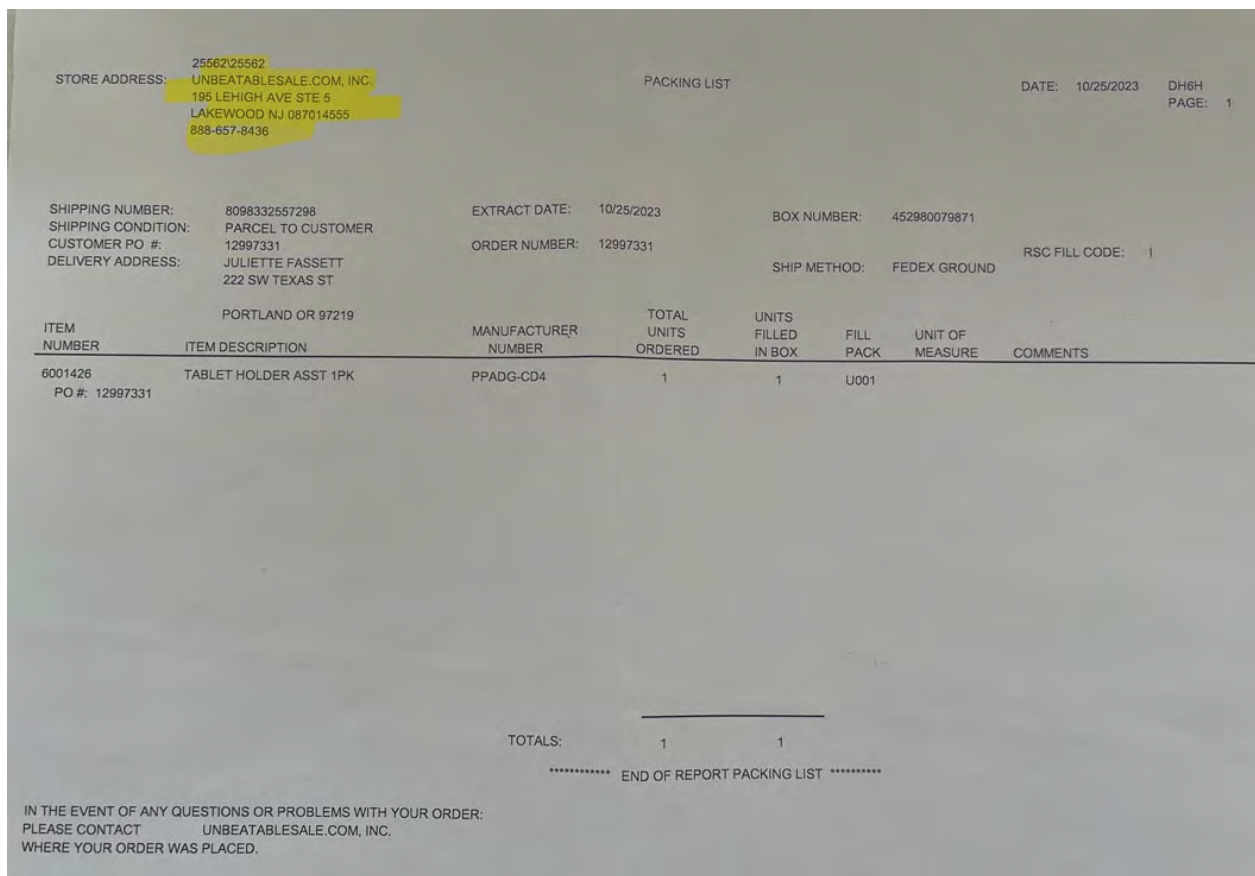 25562\25562
STORE ADDRESS: UNBEATABLESALE.COM, INC. PACKING LIST DATE: 10/25/2023 DH6H
195 LEHIGH AVE STE 5 PAGE: 1
LAKEWOOD NJ 087014555
888-657-8436
SHIPPING NUMBER: 8098332557298 EXTRACT DATE: 10/25/2023 BOX NUMBER: 452980079871
SHIPPING CONDITION: PARCEL TO CUSTOMER
CUSTOMER PO #: 12997331 ORDER NUMBER: 12997331 RSC FILL CODE: I
DELIVERY ADDRESS: JULIETTE FASSETT SHIP METHOD: FEDEX GROUND
222 SW TEXAS ST
PORTLAND OR 97219
ITEM NUMBER ITEM DESCRIPTION MANUFACTURER NUMBER TOTAL UNITS ORDERED UNITS FILLED IN BOX FILL PACK UNIT OF MEASURE COMMENTS
6001426 TABLET HOLDER ASST 1PK PPADG-CD4 1 1 U001
PO #: 12997331
TOTALS: 1 1
************ END OF REPORT PACKING LIST **********
IN THE EVENT OF ANY QUESTIONS OR PROBLEMS WITH YOUR ORDER:
PLEASE CONTACT UNBEATABLESALE.COM, INC.
WHERE YOUR ORDER WAS PLACED.